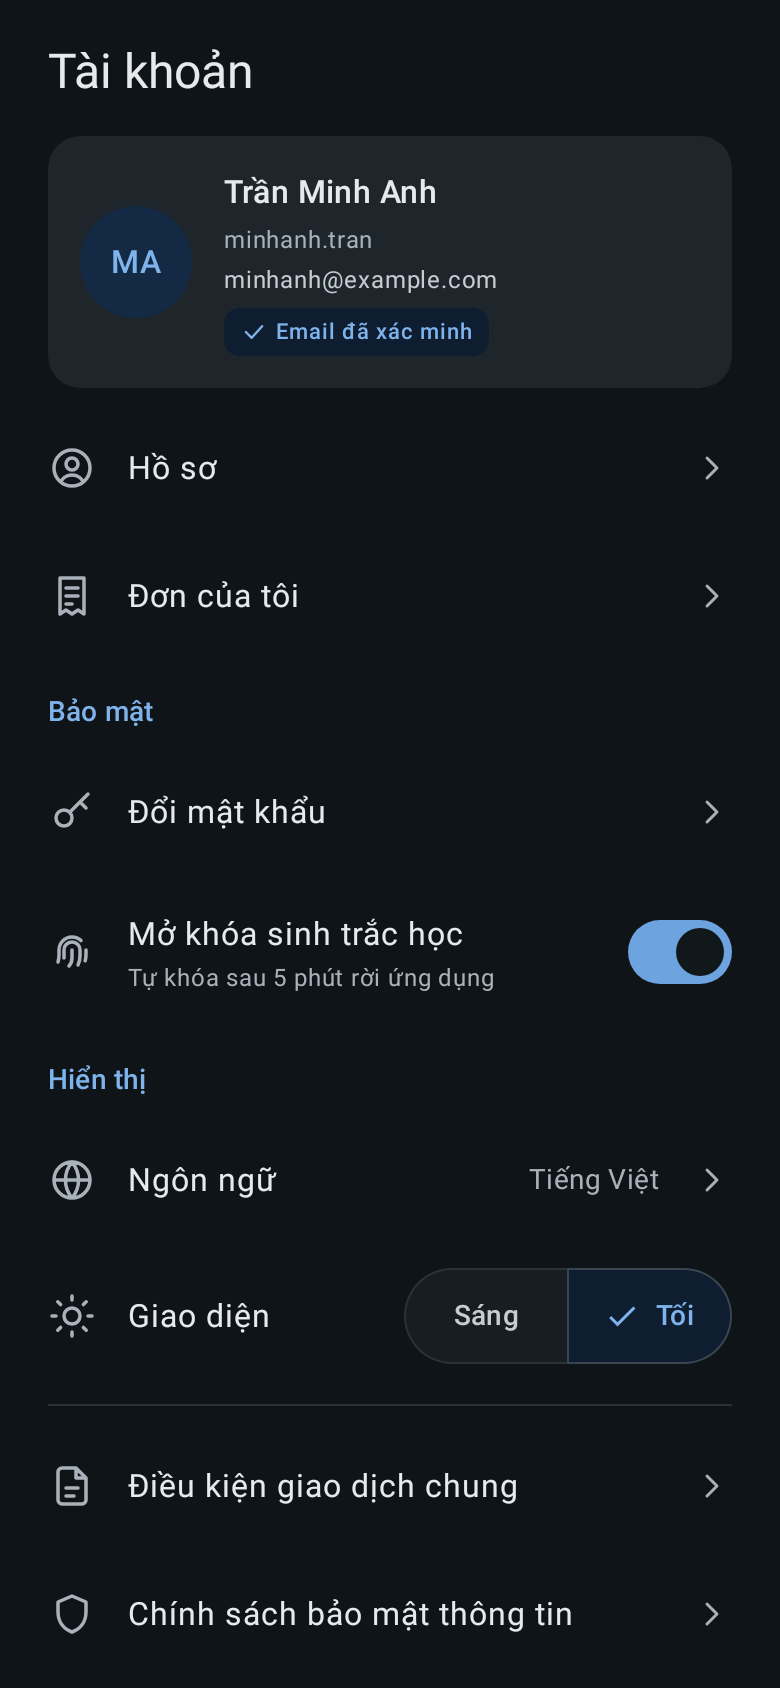 Tài khoản
MA
Trần Minh Anh
minhanh.tran
minhanh@example.com
Email đã xác minh
Hồ sơ
Đơn của tôi
Bảo mật
Đổi mật khẩu
Mở khóa sinh trắc học
Tự khóa sau 5 phút rời ứng dụng
Hiển thị
Ngôn ngữ Tiếng Việt
Giao diện Sáng Tối
Điều kiện giao dịch chung
Chính sách bảo mật thông tin